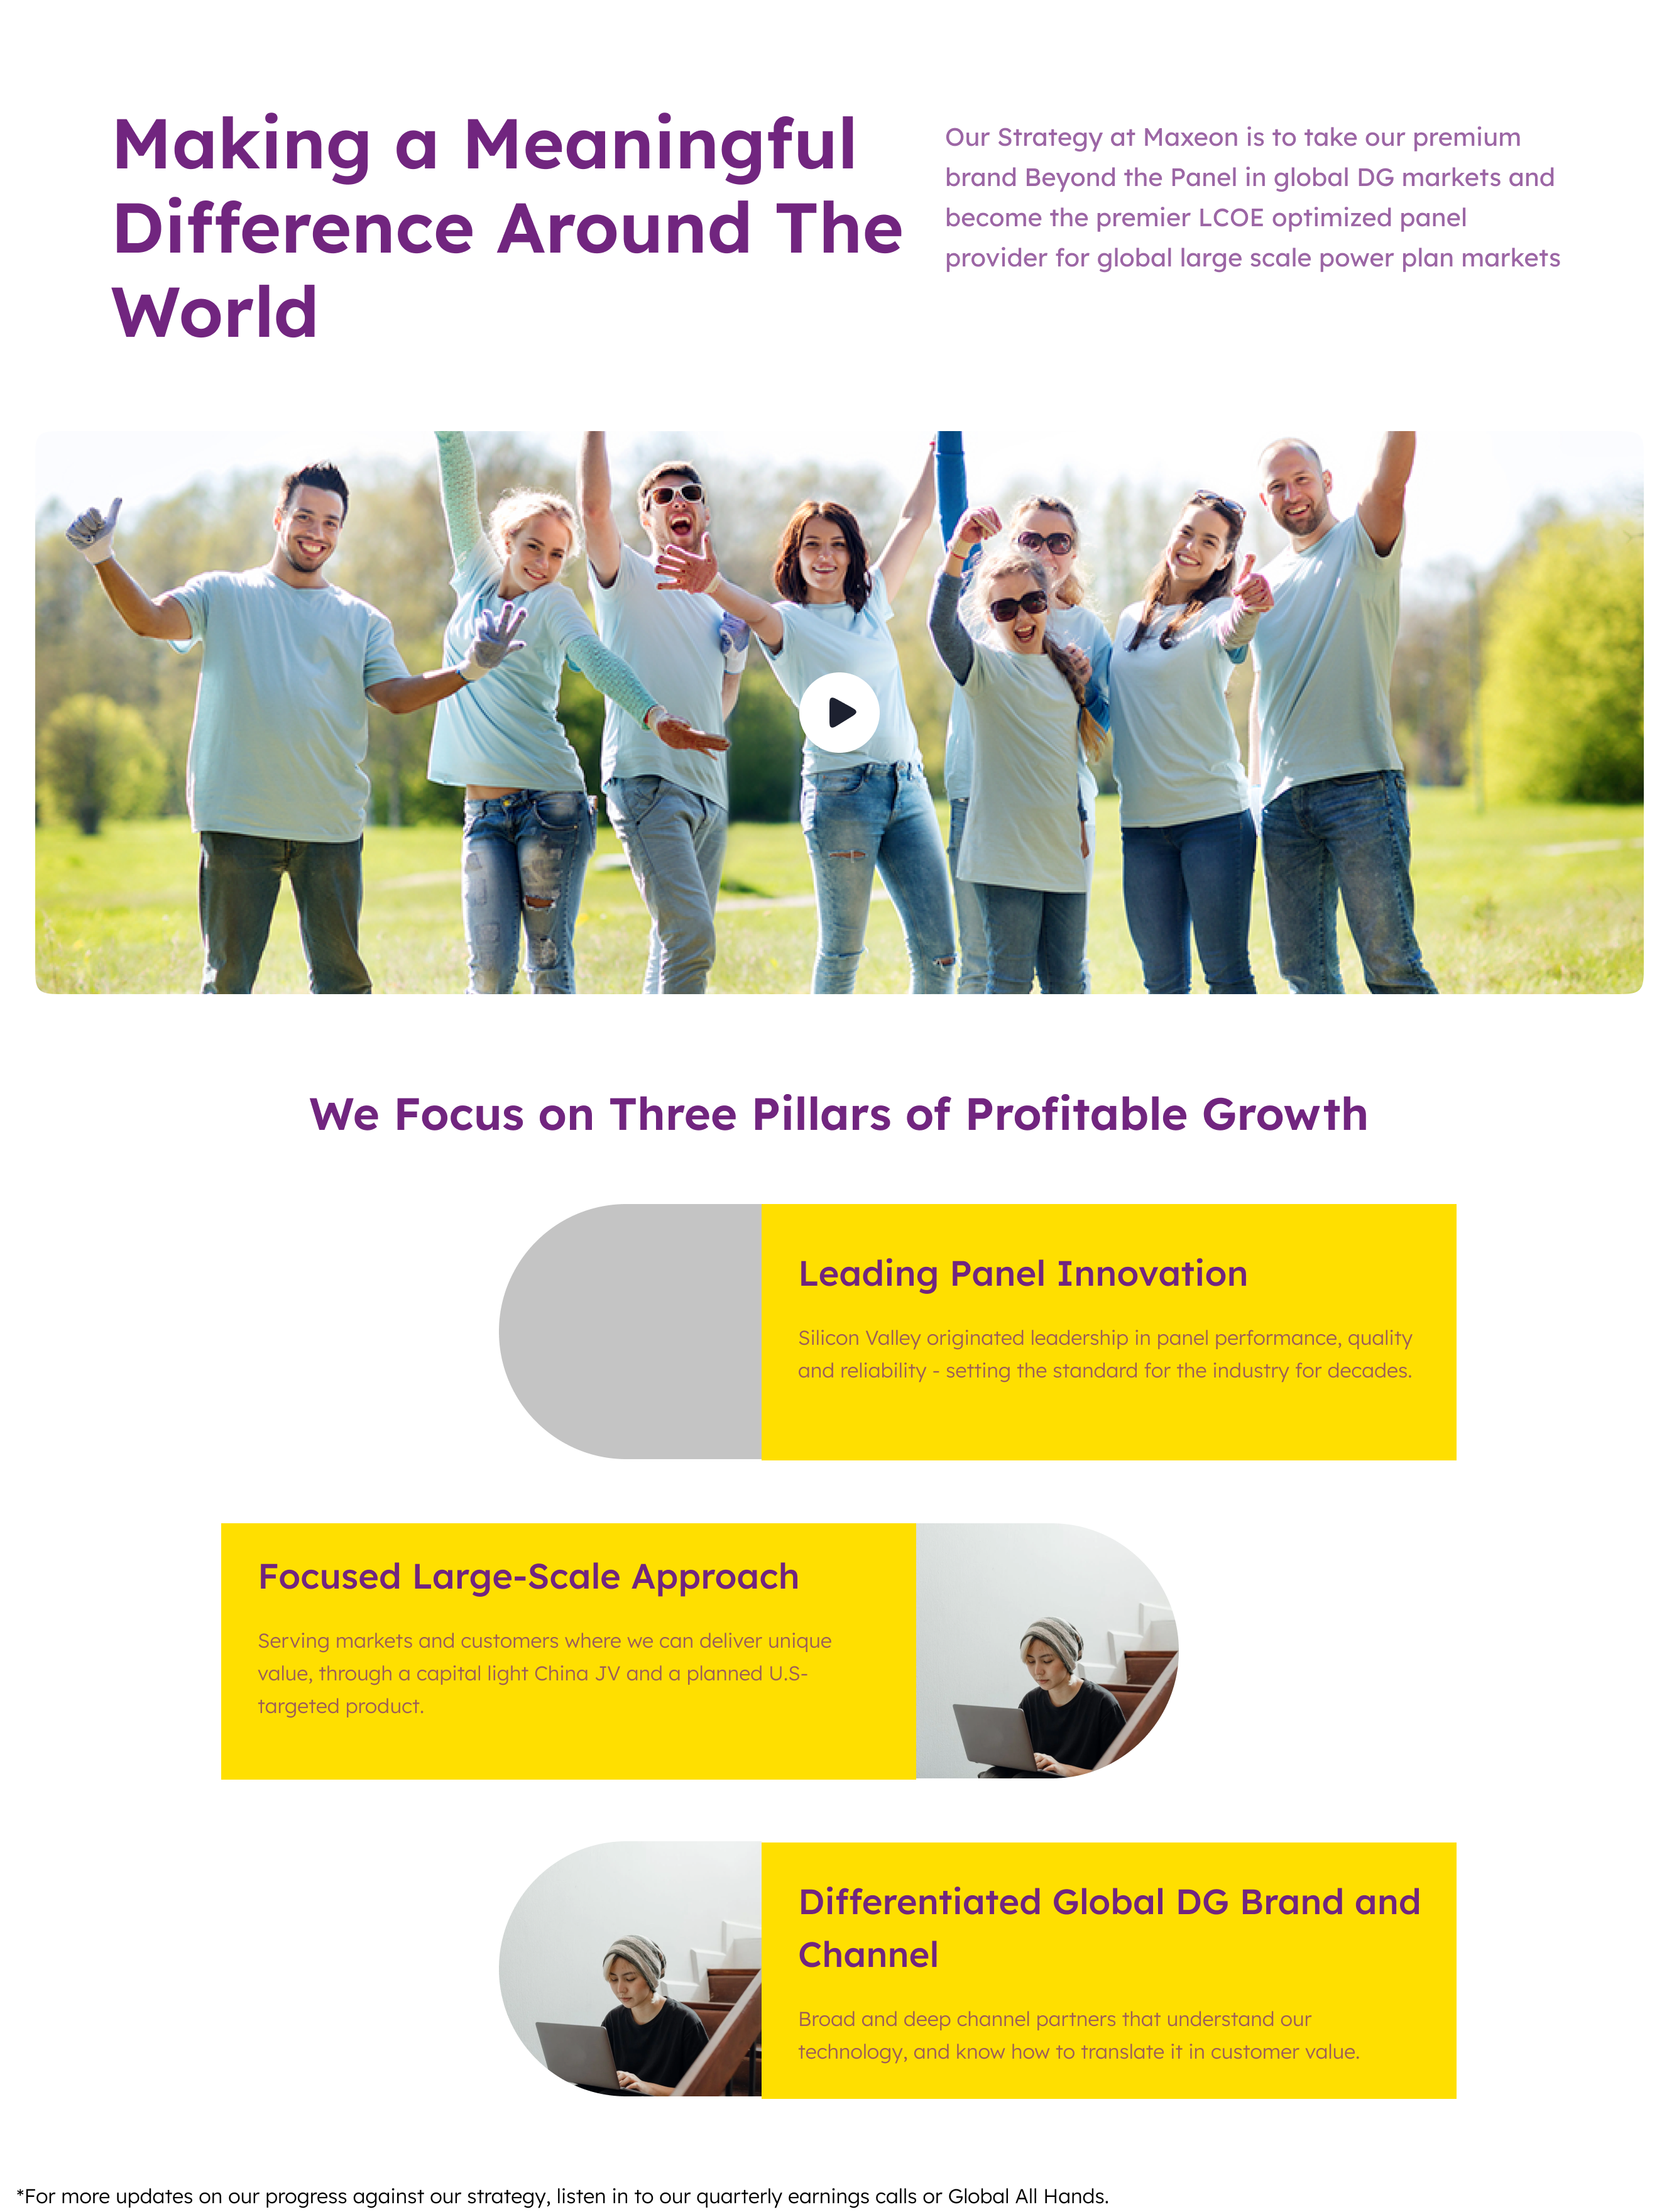 Making a Meaningful
Difference Around The
World
Our Strategy at Maxeon is to take our premium
brand Beyond the Panel in global DG markets and
become the premier LCOE optimized panel
provider for global large scale power plan markets
We Focus on Three Pillars of Profitable Growth
Leading Panel Innovation
Silicon Valley originated leadership in panel performance, quality
and reliability - setting the standard for the industry for decades.
Focused Large-Scale Approach
Serving markets and customers where we can deliver unique
value, through a capital light China JV and a planned U.S-
targeted product.
Differentiated Global DG Brand and
Channel
Broad and deep channel partners that understand our
technology, and know how to translate it in customer value.
*For more updates on our progress against our strategy, listen in to our quarterly earnings calls or Global All Hands.